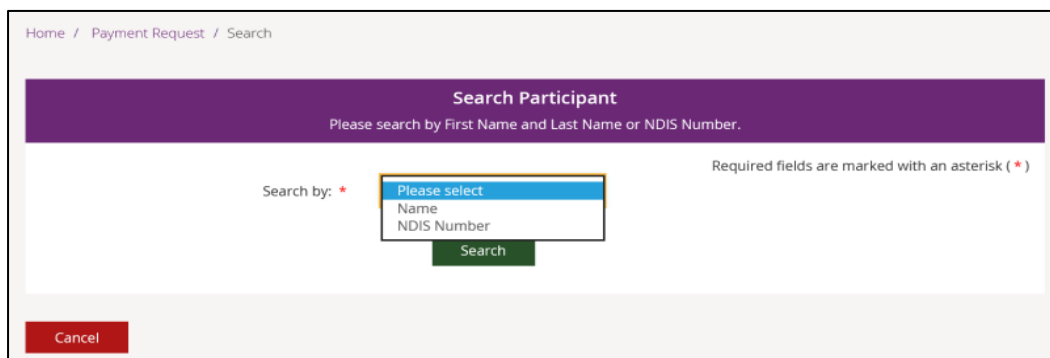 Home / Payment Request / Search
Search Participant
Please search by First Name and Last Name or NDIS Number.
Required fields are marked with an asterisk ( * )
Search by: *
Please select
Name
NDIS Number
Search
Cancel